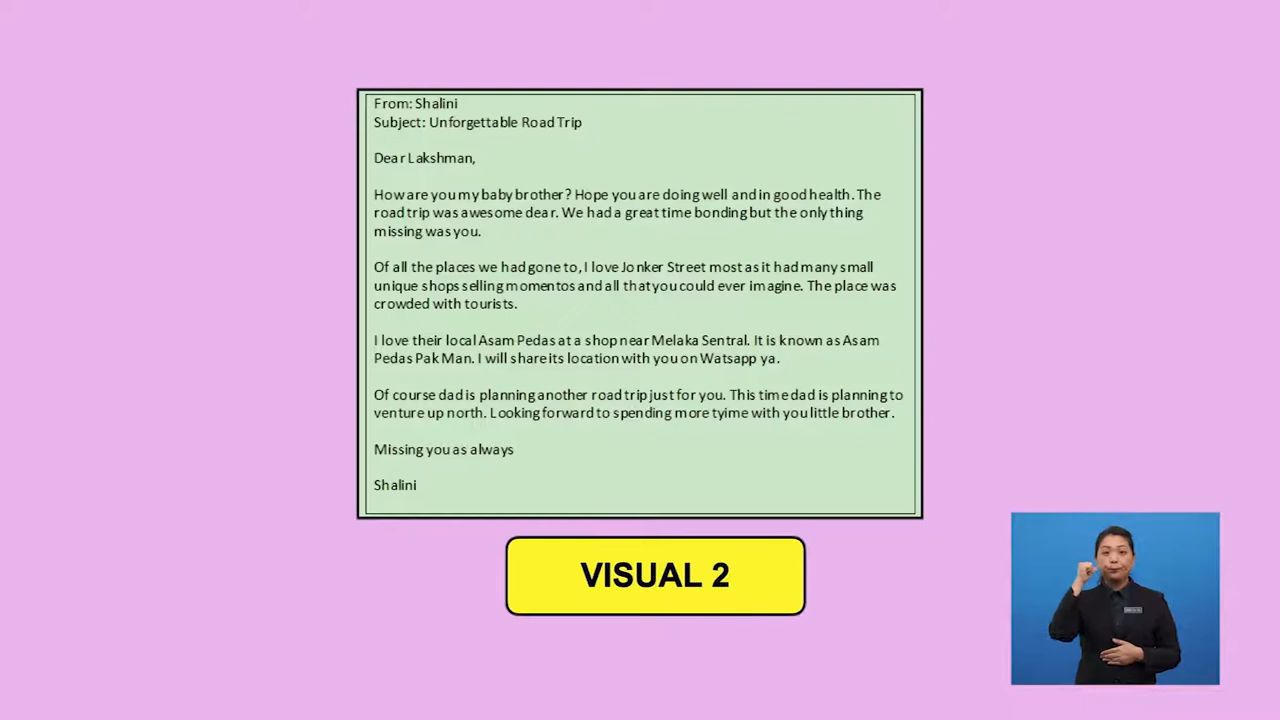 From: Shalini
Subject: Unforgettable Road Trip
Dear Lakshman,
How are you my baby brother? Hope you are doing well and in good health. The
road trip was awesome dear. We had a great time bonding but the only thing
missing was you.
Of all the places we had gone to, I love Jonker Street most as it had many small
unique shops selling momentos and all that you could ever imagine. The place was
crowded with tourists.
I love their local Asam Pedas at a shop near Melaka Sentral. It is known as Asam
Pedas Pak Man. I will share its location with you on Watsapp ya.
Of course dad is planning another road trip just for you. This time dad is planning to
venture up north. Looking forward to spending more tyime with you little brother.
Missing you as always
Shalini
VISUAL 2